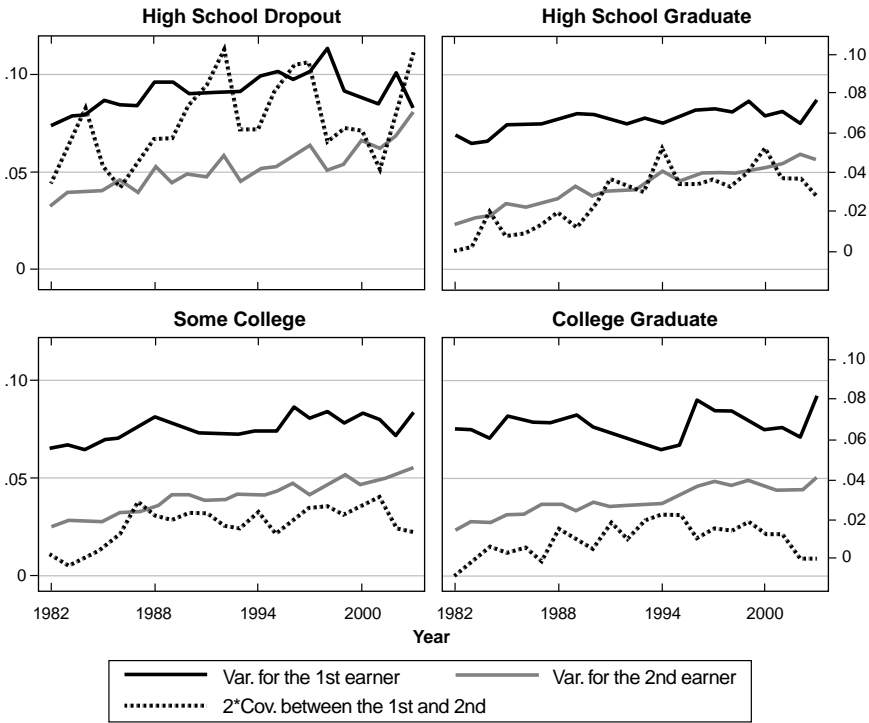 High School Dropout
High School Graduate
.10
.05
0
.10
.08
.06
.04
.02
0
Some College
College Graduate
.10
.05
0
.10
.08
.06
.04
.02
0
1982 1988 1994 2000 1982 1988 1994 2000
Year
Var. for the 1st earner Var. for the 2nd earner
2*Cov. between the 1st and 2nd